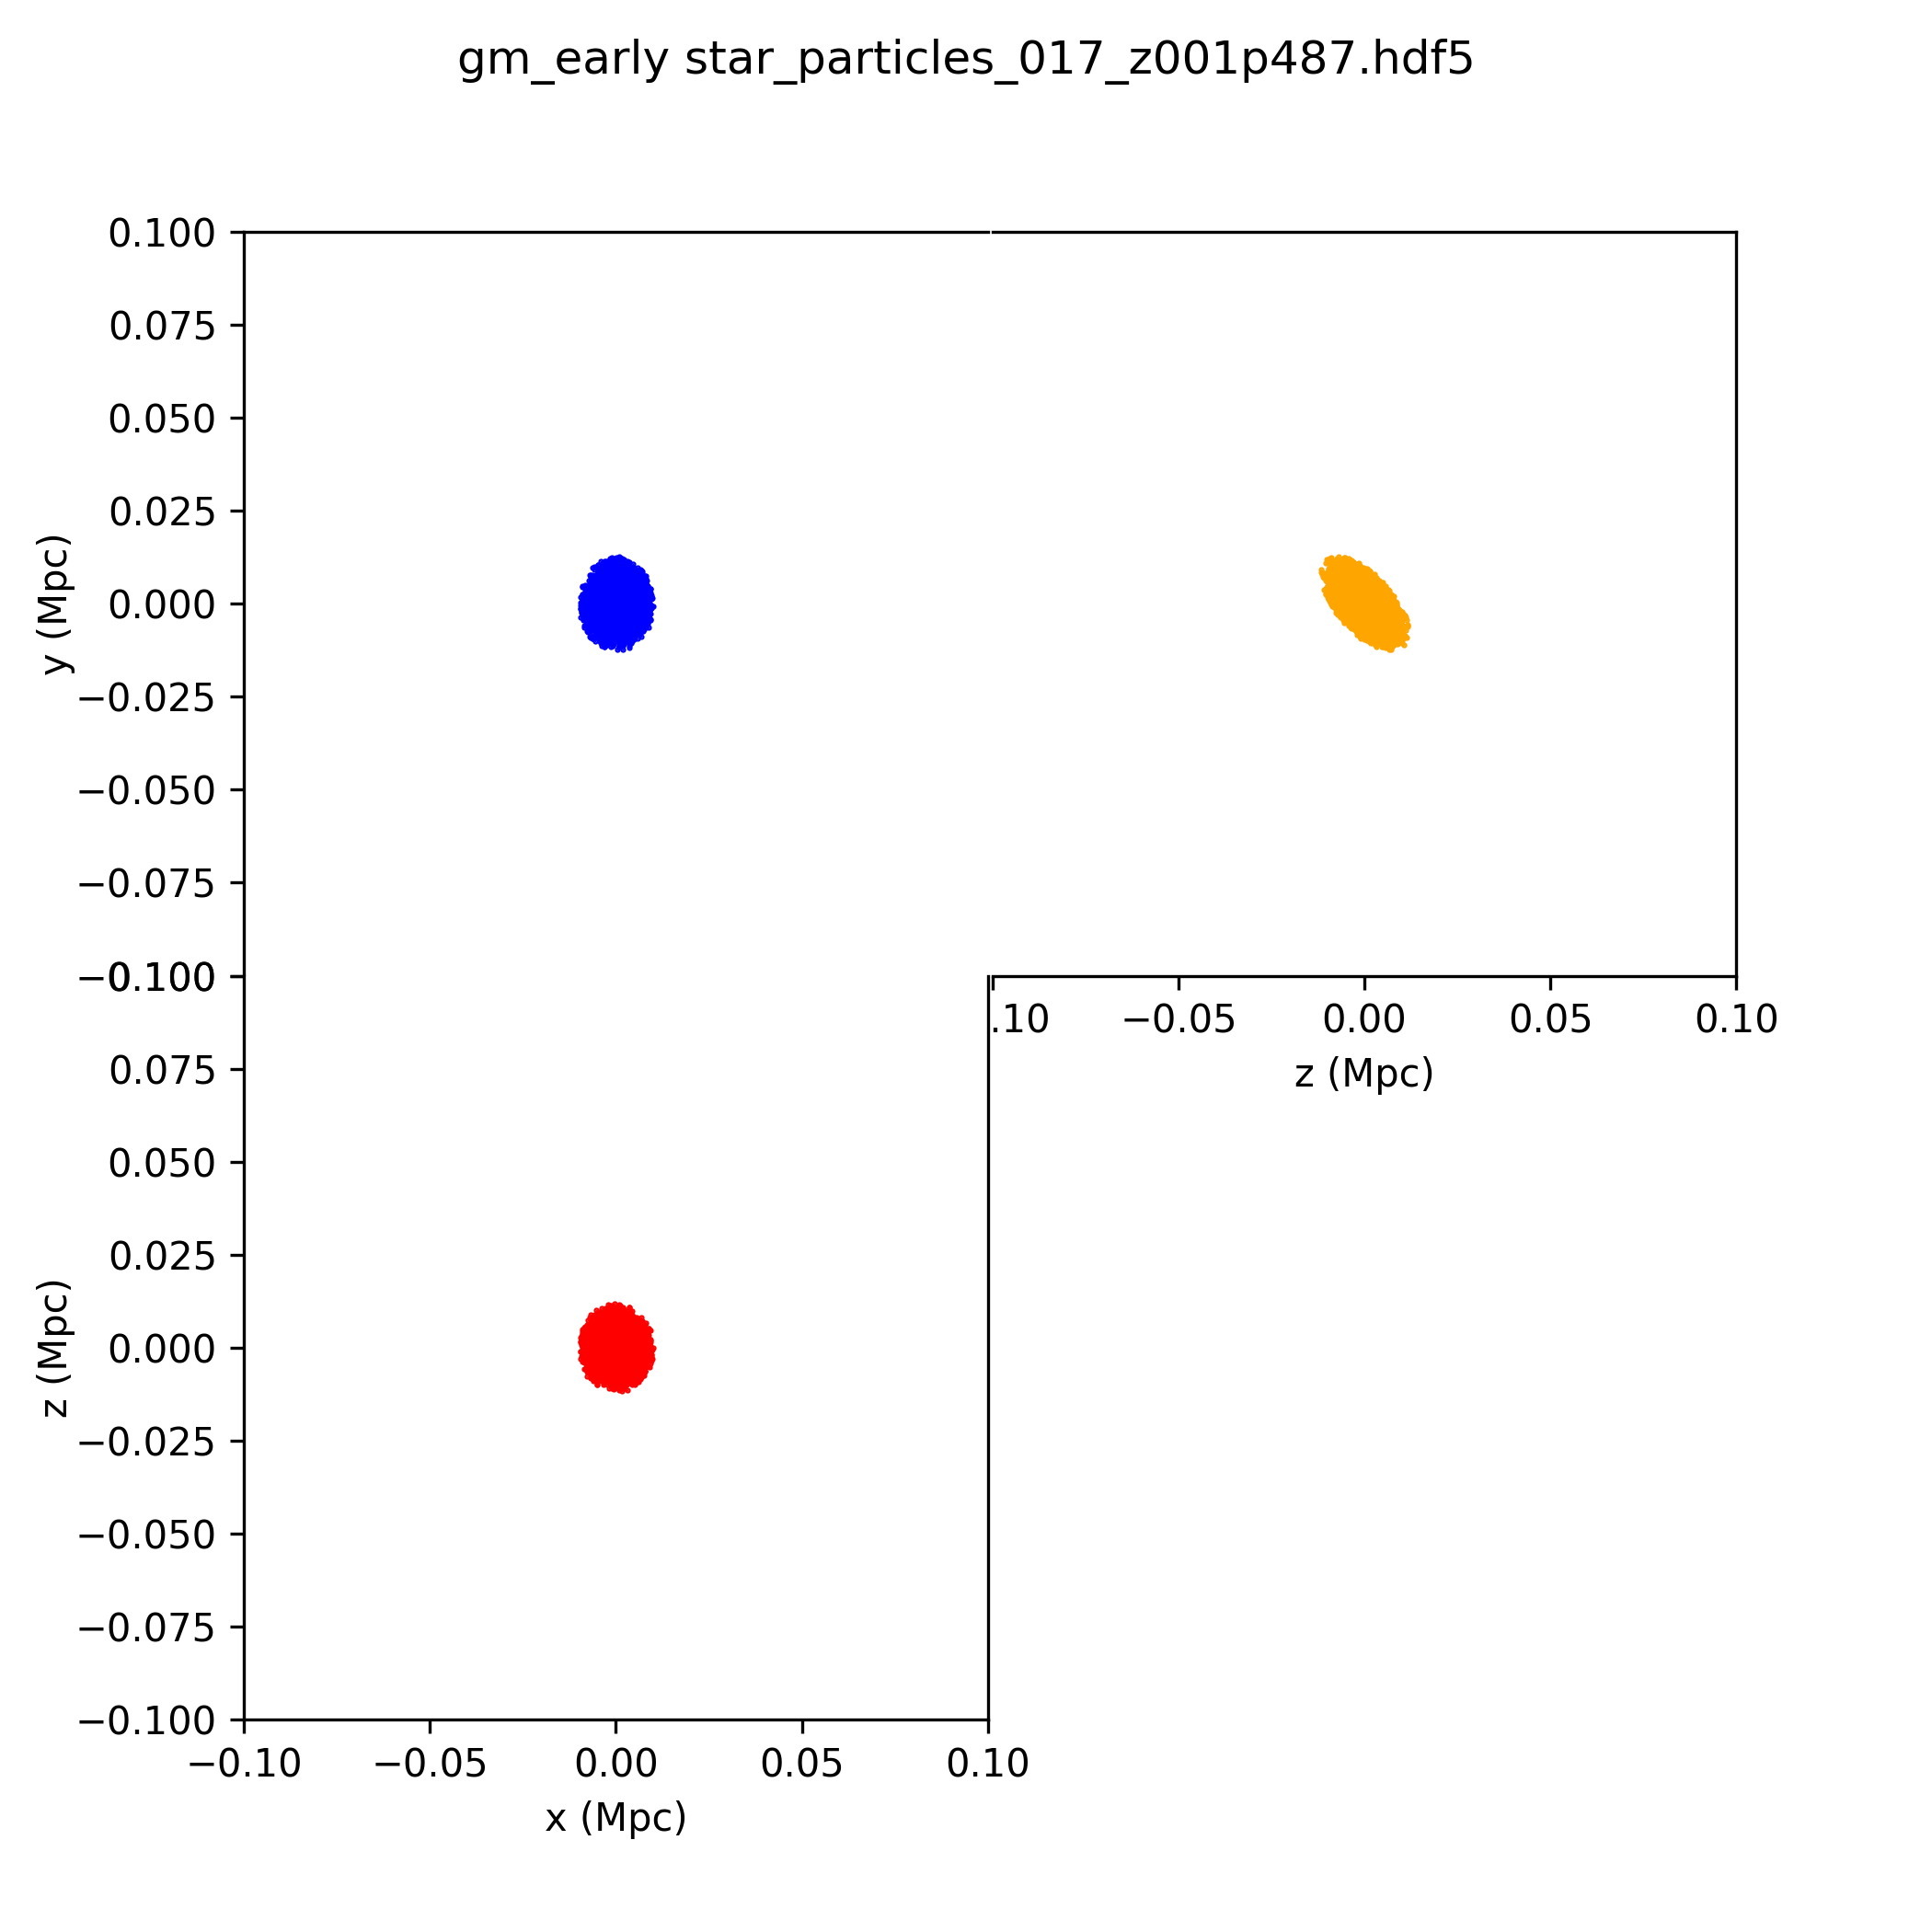 gm_early star_particles_017_z001p487.hdf5
0.100
0.075
0.050
0.025
0.000
−0.025
−0.050
−0.075
−0.100
y (Mpc)
.10 −0.05 0.00 0.05 0.10
z (Mpc)
0.075
0.050
0.025
0.000
−0.025
−0.050
−0.075
−0.100
z (Mpc)
−0.10 −0.05 0.00 0.05 0.10
x (Mpc)